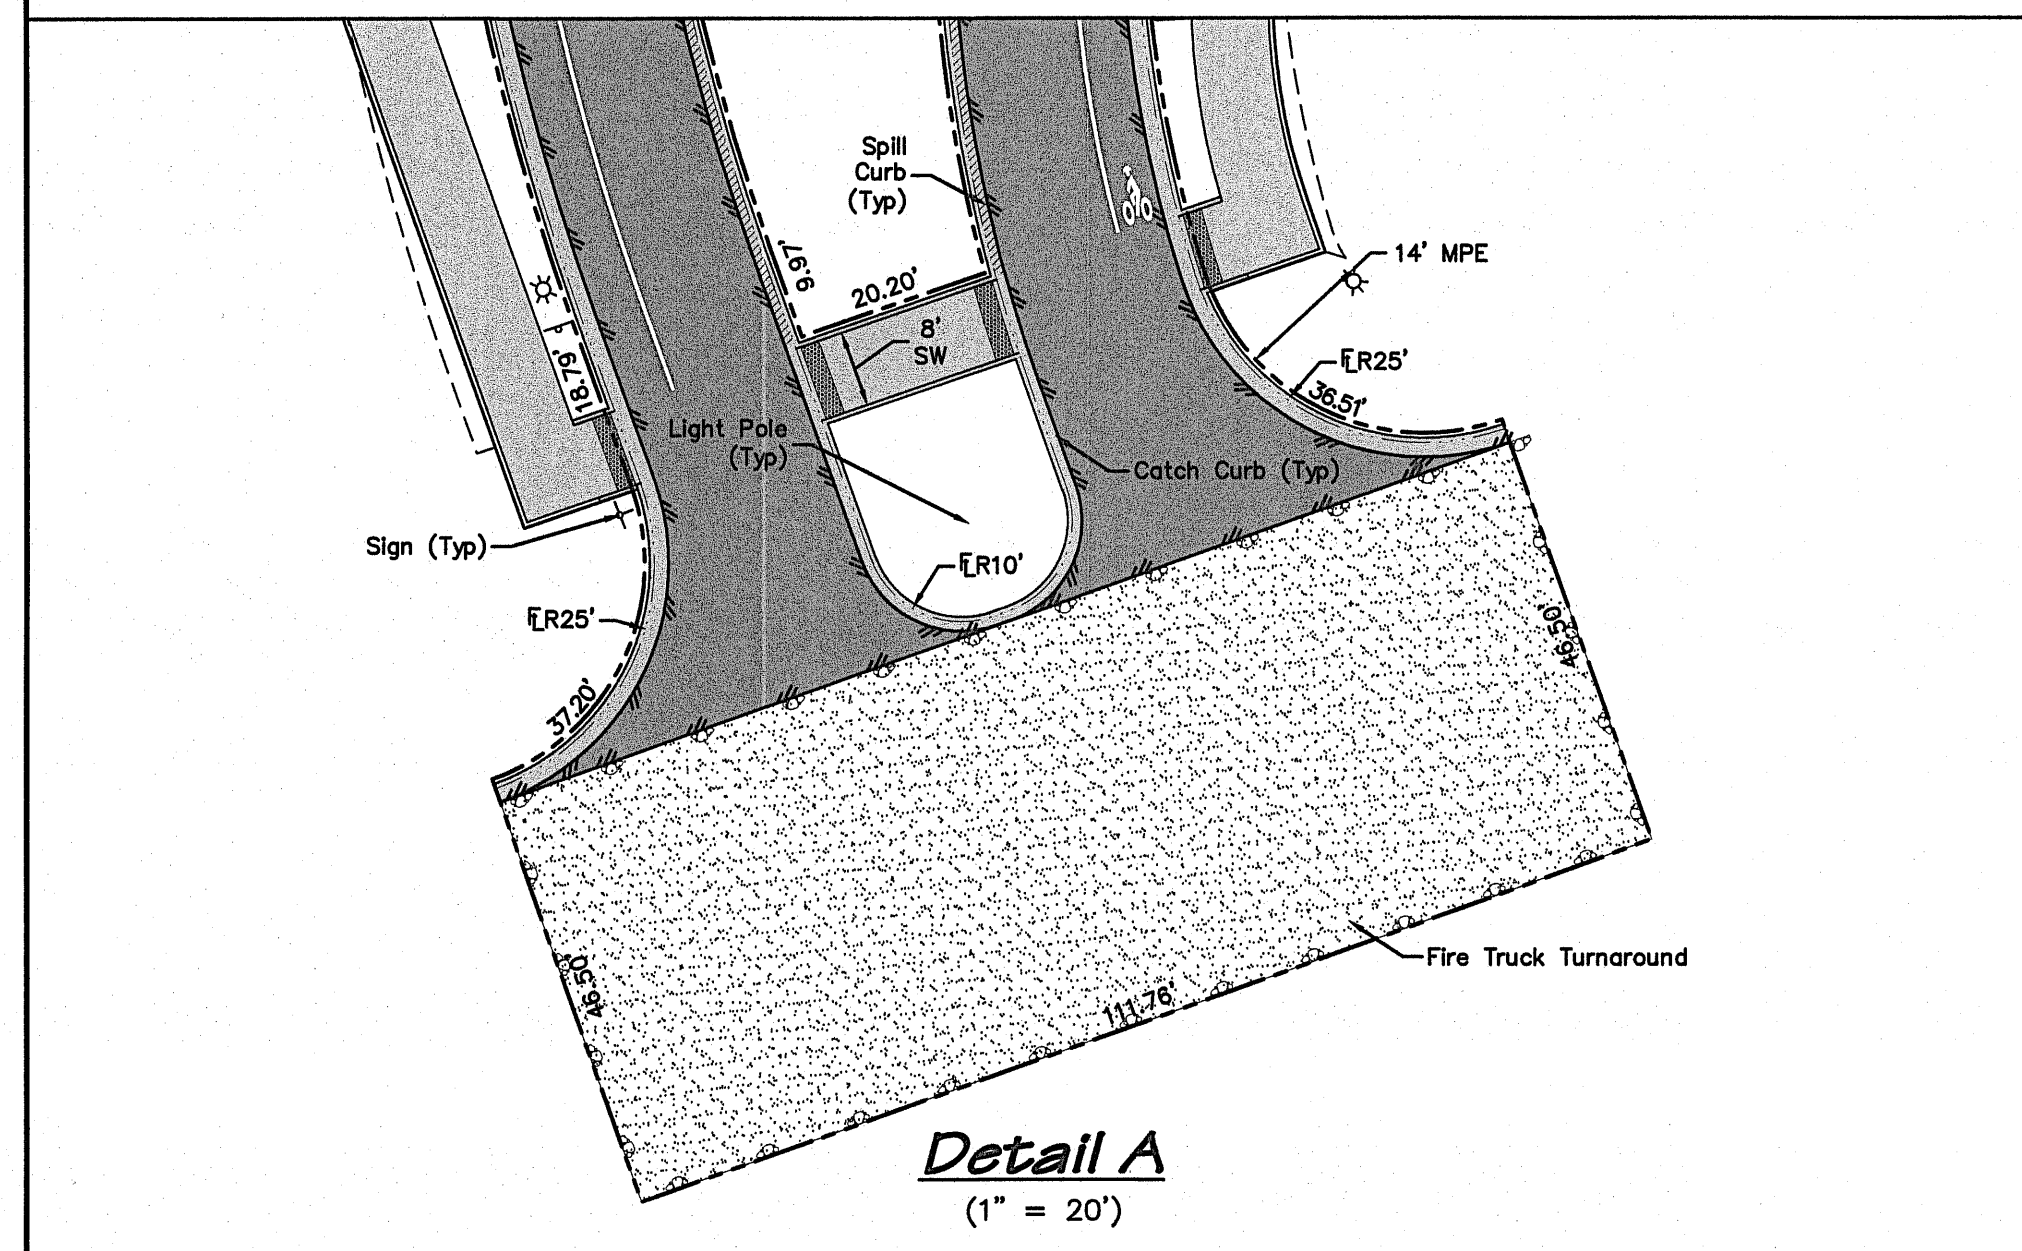 Spill
Curb
(Typ)
9.97'
20.20'
8'
SW
14' MPE
FLR25'
36.51'
18.79'
Light Pole
(Typ)
Catch Curb (Typ)
Sign (Typ)
FLR10'
FLR25'
37.20'
46.50'
46.50'
111.76'
Fire Truck Turnaround
Detail A
(1" = 20')